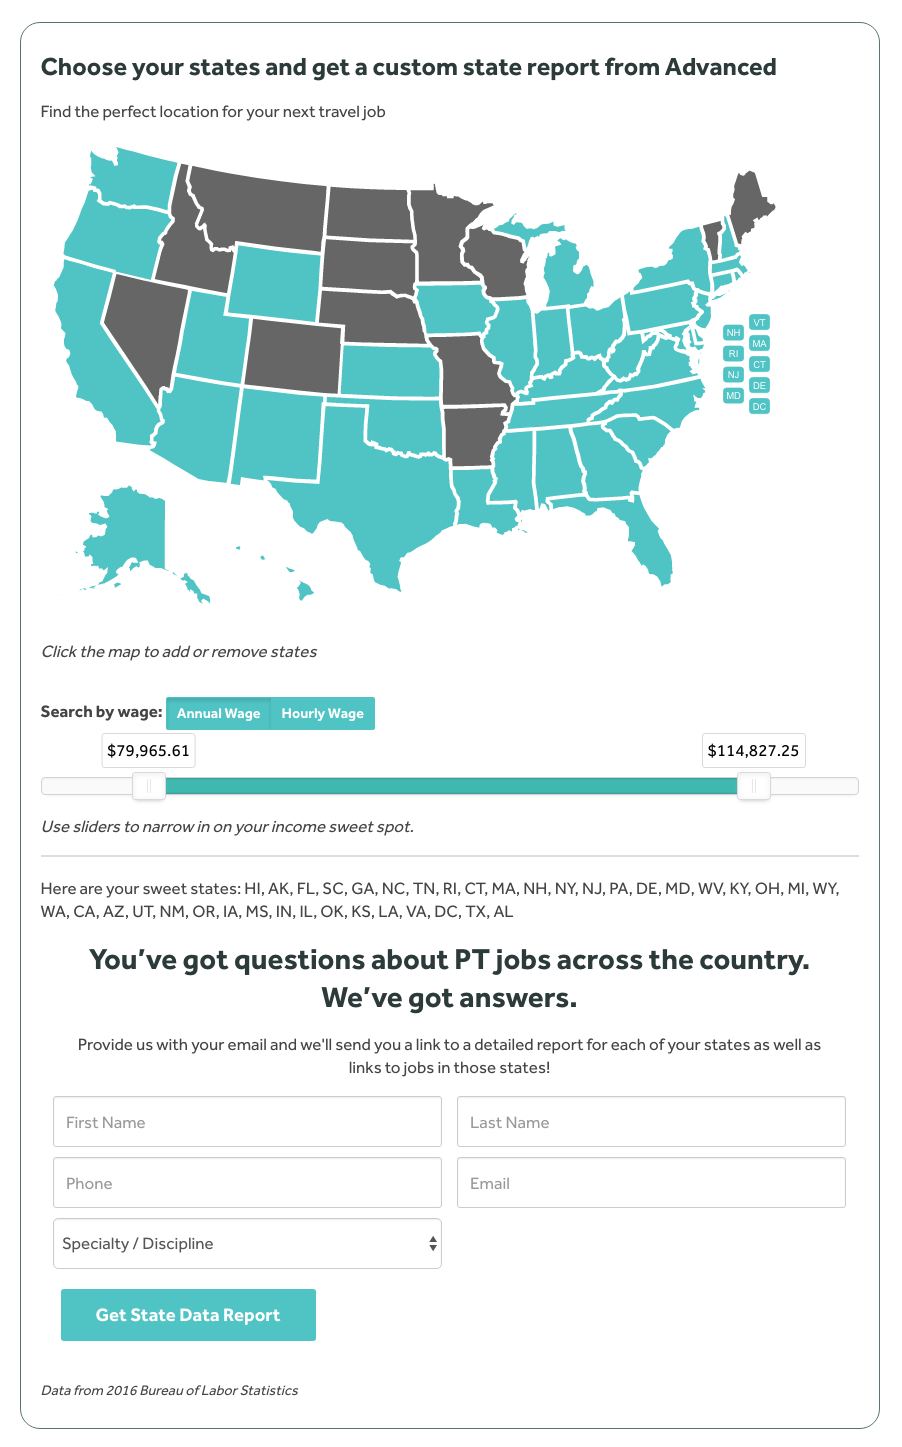 Choose your states and get a custom state report from Advanced
Find the perfect location for your next travel job
VT
NH
MA
RI
CT
NJ
DE
MD
DC
Click the map to add or remove states
Search by wage: Annual Wage Hourly Wage
$79,965.61 $114,827.25
Use sliders to narrow in on your income sweet spot.
Here are your sweet states: HI, AK, FL, SC, GA, NC, TN, RI, CT, MA, NH, NY, NJ, PA, DE, MD, WV, KY, OH, MI, WY,
WA, CA, AZ, UT, NM, OR, IA, MS, IN, IL, OK, KS, LA, VA, DC, TX, AL
You’ve got questions about PT jobs across the country.
We’ve got answers.
Provide us with your email and we'll send you a link to a detailed report for each of your states as well as
links to jobs in those states!
First Name Last Name
Phone Email
Specialty / Discipline
Get State Data Report
Data from 2016 Bureau of Labor Statistics